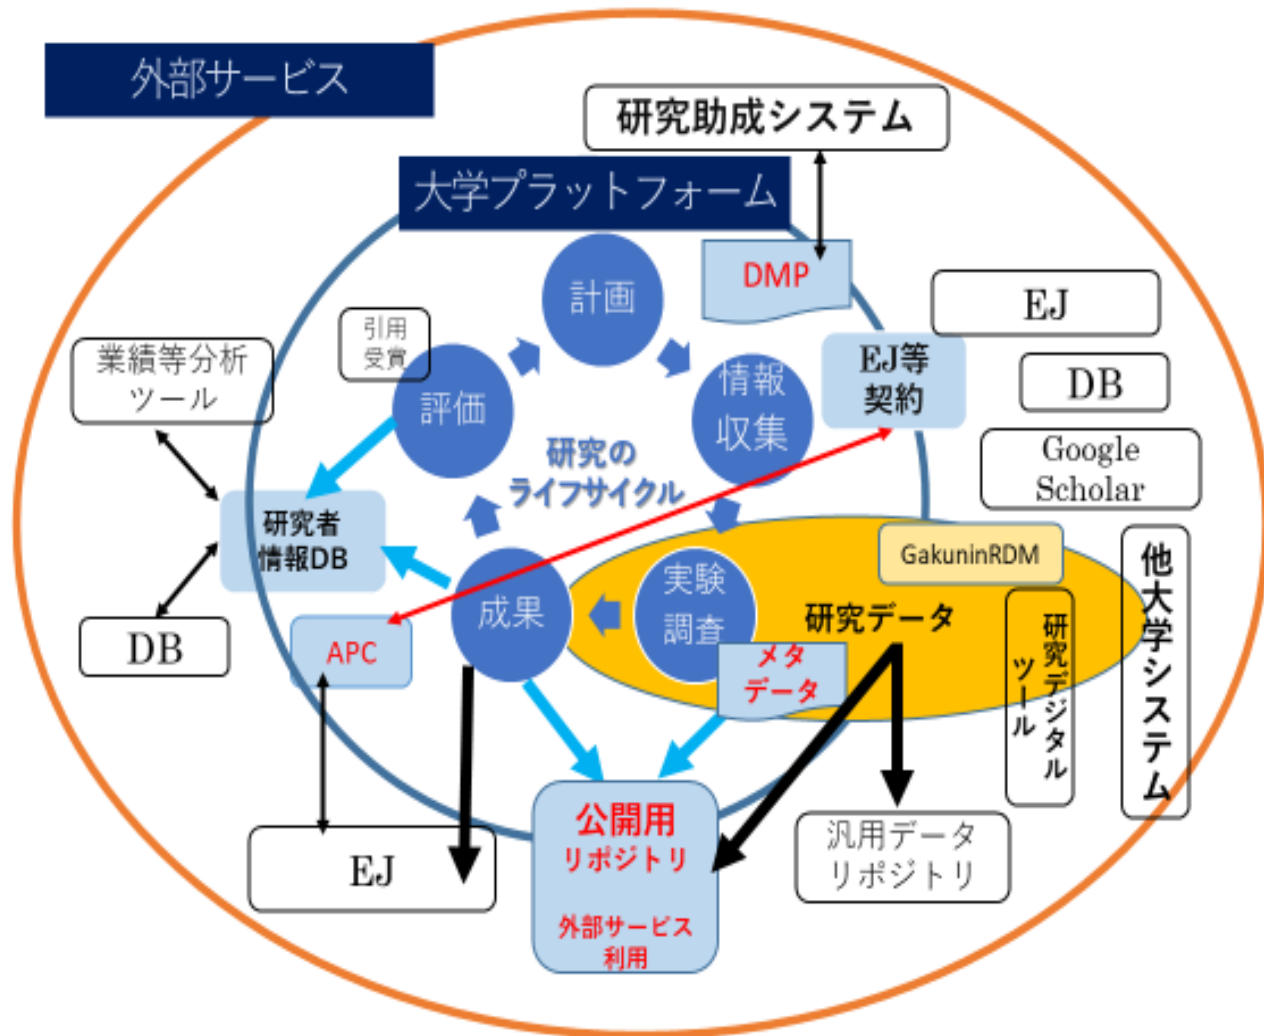 外部サービス
研究助成システム
大学プラットフォーム
DMP
計画
EJ
引用
受賞
業績等分析
ツール
EJ等
契約
DB
情報
収集
評価
研究の
ライフサイクル
Google
Scholar
研究者
情報DB
GakuninRDM
他大学システム
実験
調査
成果
研究データ
研究デジタル
ツール
DB
APC
メタ
データ
公開用
リポジトリ
外部サービス
利用
汎用データ
リポジトリ
EJ